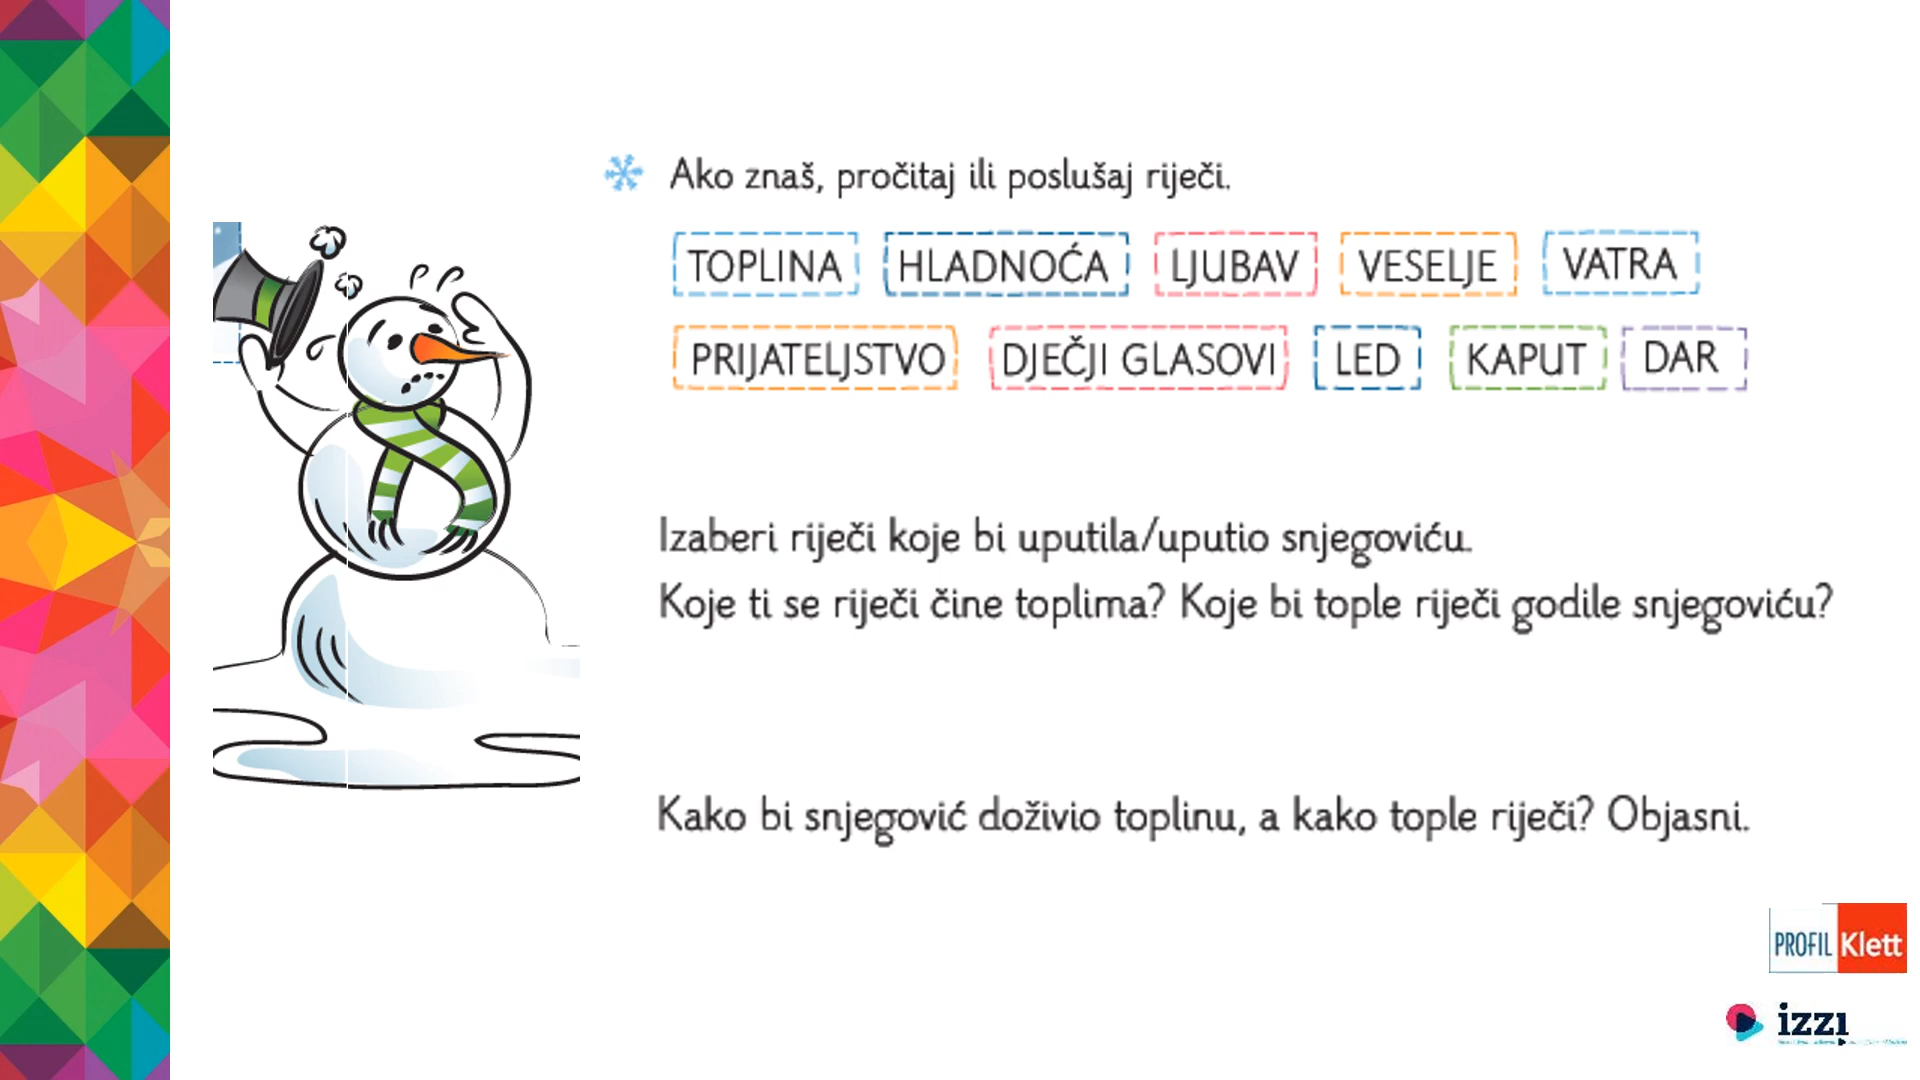 Ako znaš, pročitaj ili poslušaj riječi.
TOPLINA HLADNOĆA LJUBAV VESELJE VATRA
PRIJATELJSTVO DJEČJI GLASOVI LED KAPUT DAR
Izaberi riječi koje bi uputila/uputio snjegoviću.
Koje ti se riječi čine toplima? Koje bi tople riječi godile snjegoviću?
Kako bi snjegović doživio toplinu, a kako tople riječi? Objasni.
PROFIL Klett
izzi